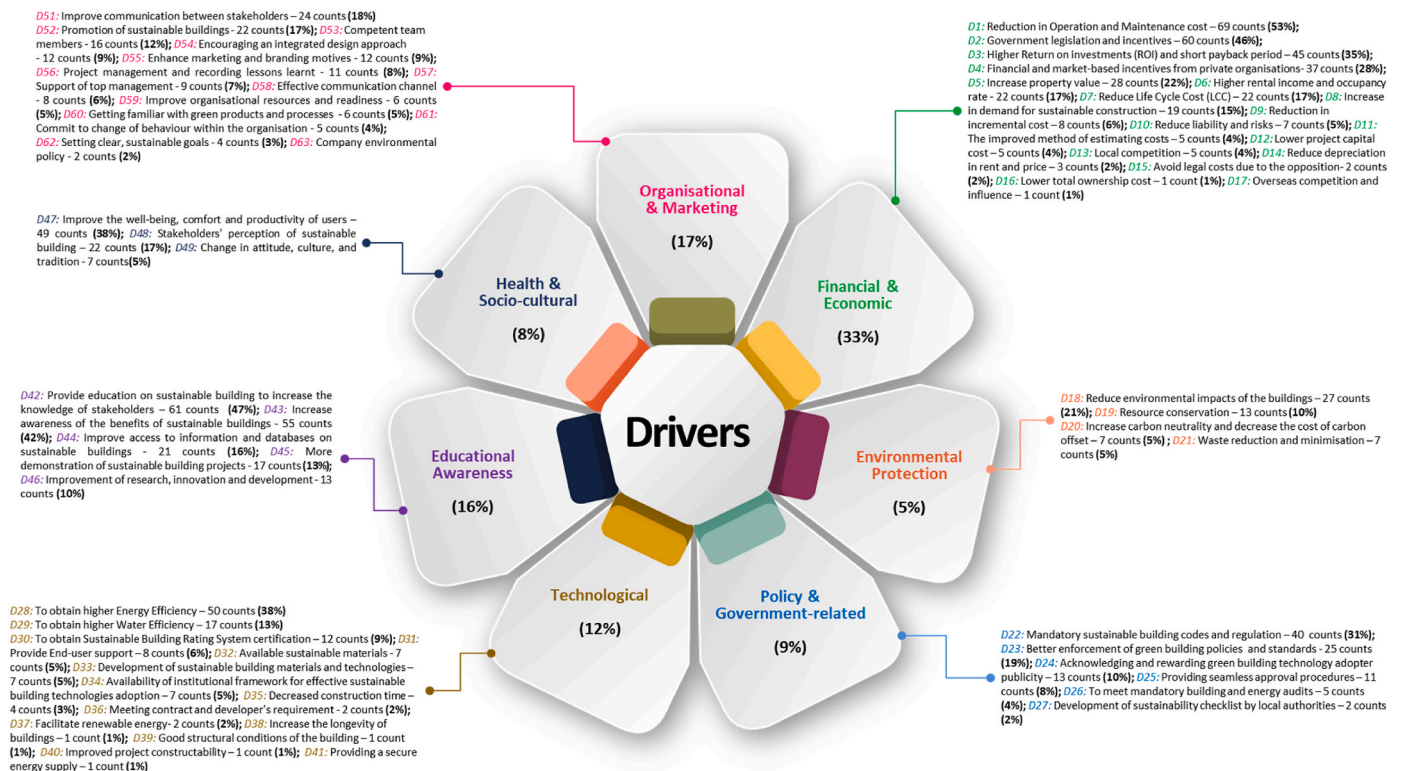 D51: Improve communication between stakeholders – 24 counts (18%)
D52: Promotion of sustainable buildings - 22 counts (17%); D53: Competent team
members - 16 counts (12%); D54: Encouraging an integrated design approach
- 12 counts (9%); D55: Enhance marketing and branding motives - 12 counts (9%);
D56: Project management and recording lessons learnt - 11 counts (8%); D57:
Support of top management - 9 counts (7%); D58: Effective communication channel
- 8 counts (6%); D59: Improve organisational resources and readiness – 6 counts
(5%); D60: Getting familiar with green products and processes - 6 counts (5%); D61:
Commit to change of behaviour within the organisation - 5 counts (4%);
D62: Setting clear, sustainable goals - 4 counts (3%); D63: Company environmental
policy - 2 counts (2%)
D1: Reduction in Operation and Maintenance cost – 69 counts (53%);
D2: Government legislation and incentives – 60 counts (46%);
D3: Higher Return on investments (ROI) and short payback period – 45 counts (35%);
D4: Financial and market-based incentives from private organisations- 37 counts (28%);
D5: Increase property value – 28 counts (22%); D6: Higher rental income and occupancy
rate - 22 counts (17%); D7: Reduce Life Cycle Cost (LCC) – 22 counts (17%); D8: Increase
in demand for sustainable construction – 19 counts (15%); D9: Reduction in
incremental cost – 8 counts (6%); D10: Reduce liability and risks – 7 counts (5%); D11:
The improved method of estimating costs – 5 counts (4%); D12: Lower project capital
cost – 5 counts (4%); D13: Local competition – 5 counts (4%); D14: Reduce depreciation
in rent and price – 3 counts (2%); D15: Avoid legal costs due to the opposition- 2 counts
(2%); D16: Lower total ownership cost – 1 count (1%); D17: Overseas competition and
influence – 1 count (1%)
Organisational
& Marketing
(17%)
D47: Improve the well-being, comfort and productivity of users –
49 counts (38%); D48: Stakeholders' perception of sustainable
building – 22 counts (17%); D49: Change in attitude, culture, and
tradition - 7 counts(5%)
Health &
Socio-cultural
(8%)
Financial &
Economic
(33%)
D42: Provide education on sustainable building to increase the
knowledge of stakeholders – 61 counts (47%); D43: Increase
awareness of the benefits of sustainable buildings - 55 counts
(42%); D44: Improve access to information and databases on
sustainable buildings - 21 counts (16%); D45: More
demonstration of sustainable building projects - 17 counts (13%);
D46: Improvement of research, innovation and development - 13
counts (10%)
Drivers
D18: Reduce environmental impacts of the buildings – 27 counts
(21%); D19: Resource conservation – 13 counts (10%)
D20: Increase carbon neutrality and decrease the cost of carbon
offset – 7 counts (5%) ; D21: Waste reduction and minimisation – 7
counts (5%)
Educational
Awareness
(16%)
Environmental
Protection
(5%)
Technological
(12%)
Policy &
Government-related
(9%)
D28: To obtain higher Energy Efficiency – 50 counts (38%)
D29: To obtain higher Water Efficiency – 17 counts (13%)
D30: To obtain Sustainable Building Rating System certification – 12 counts (9%); D31:
Provide End-user support – 8 counts (6%); D32: Available sustainable materials - 7
counts (5%); D33: Development of sustainable building materials and technologies –
7 counts (5%); D34: Availability of institutional framework for effective sustainable
building technologies adoption – 7 counts (5%); D35: Decreased construction time –
4 counts (3%); D36: Meeting contract and developer's requirement - 2 counts (2%);
D37: Facilitate renewable energy- 2 counts (2%); D38: Increase the longevity of
buildings – 1 count (1%); D39: Good structural conditions of the building – 1 count
(1%); D40: Improved project constructability – 1 count (1%); D41: Providing a secure
energy supply – 1 count (1%)
D22: Mandatory sustainable building codes and regulation – 40 counts (31%);
D23: Better enforcement of green building policies and standards - 25 counts
(19%); D24: Acknowledging and rewarding green building technology adopter
publicity – 13 counts (10%); D25: Providing seamless approval procedures – 11
counts (8%); D26: To meet mandatory building and energy audits – 5 counts
(4%); D27: Development of sustainability checklist by local authorities – 2 counts
(2%)